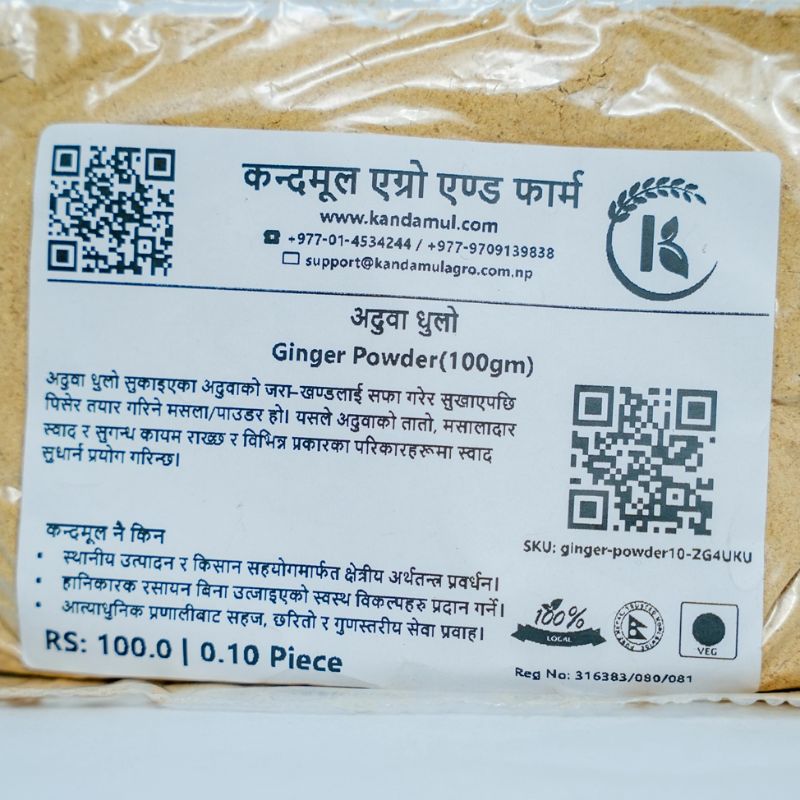 कन्दमूल एग्रो एण्ड फार्म
www.kandamul.com
+977-01-4534244 / +977-9709139838
support@kandamulagro.com.np
K
अदुवा धुलो
Ginger Powder(100gm)
अदुवा धुलो सुकाइएका अदुवाको जरा-खण्डलाई सफा गरेर सुखाएपछि
पिसेर तयार गरिने मसला/पाउडर हो। यसले अदुवाको तातो, मसालादार
स्वाद र सुगन्ध कायम राख्छ र विभिन्न प्रकारका परिकारहरूमा स्वाद
सुधार्न प्रयोग गरिन्छ।
SKU: ginger-powder10-ZG4UKU
कन्दमूल नै किन
• स्थानीय उत्पादन र किसान सहयोगमार्फत क्षेत्रीय अर्थतन्त्र प्रवर्धन।
• हानिकारक रसायन बिना उत्जाइएको स्वस्थ विकल्पहरु प्रदान गर्ने।
• आत्याधुनिक प्रणालीबाट सहज, छरितो र गुणस्तरीय सेवा प्रवाह।
RS: 100.0 | 0.10 Piece
100%
LOCAL
VEG
Reg No: 316383/080/081